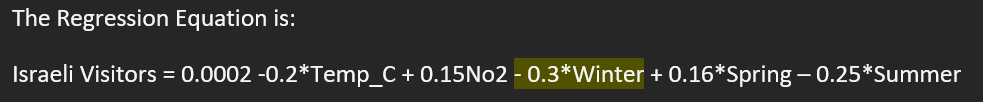 The Regression Equation is:
Israeli Visitors = 0.0002 -0.2*Temp_C + 0.15No2 - 0.3*Winter + 0.16*Spring – 0.25*Summer